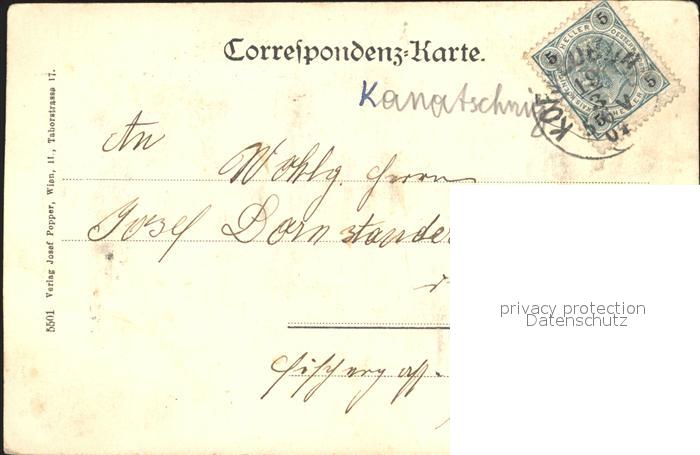 Correspondenz-Karte.
Kanatschnig
An
Wohlg. Herrn
Josef Dornstauder
5501 Verlag Josef Popper, Wien, II., Taborstrasse 17.
5 HELLER 5
5
privacy protection
Datenschutz